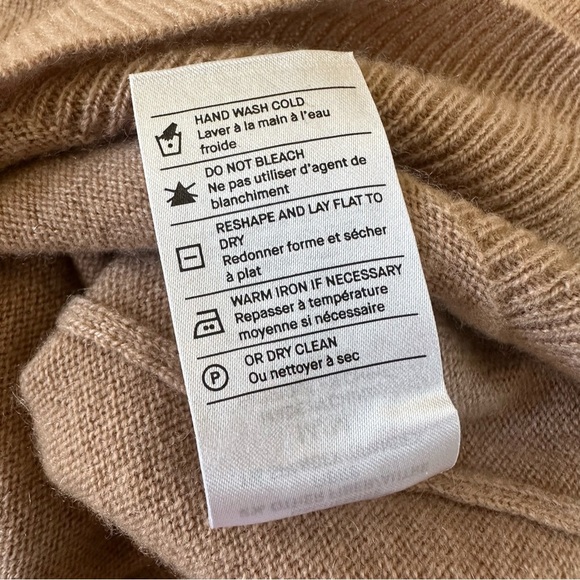 HAND WASH COLD
Laver à la main à l'eau
froide
DO NOT BLEACH
Ne pas utiliser d'agent de
blanchiment
RESHAPE AND LAY FLAT TO
DRY
Redonner forme et sécher
à plat
WARM IRON IF NECESSARY
Repasser à température
moyenne si nécessaire
P
OR DRY CLEAN
Ou nettoyer à sec